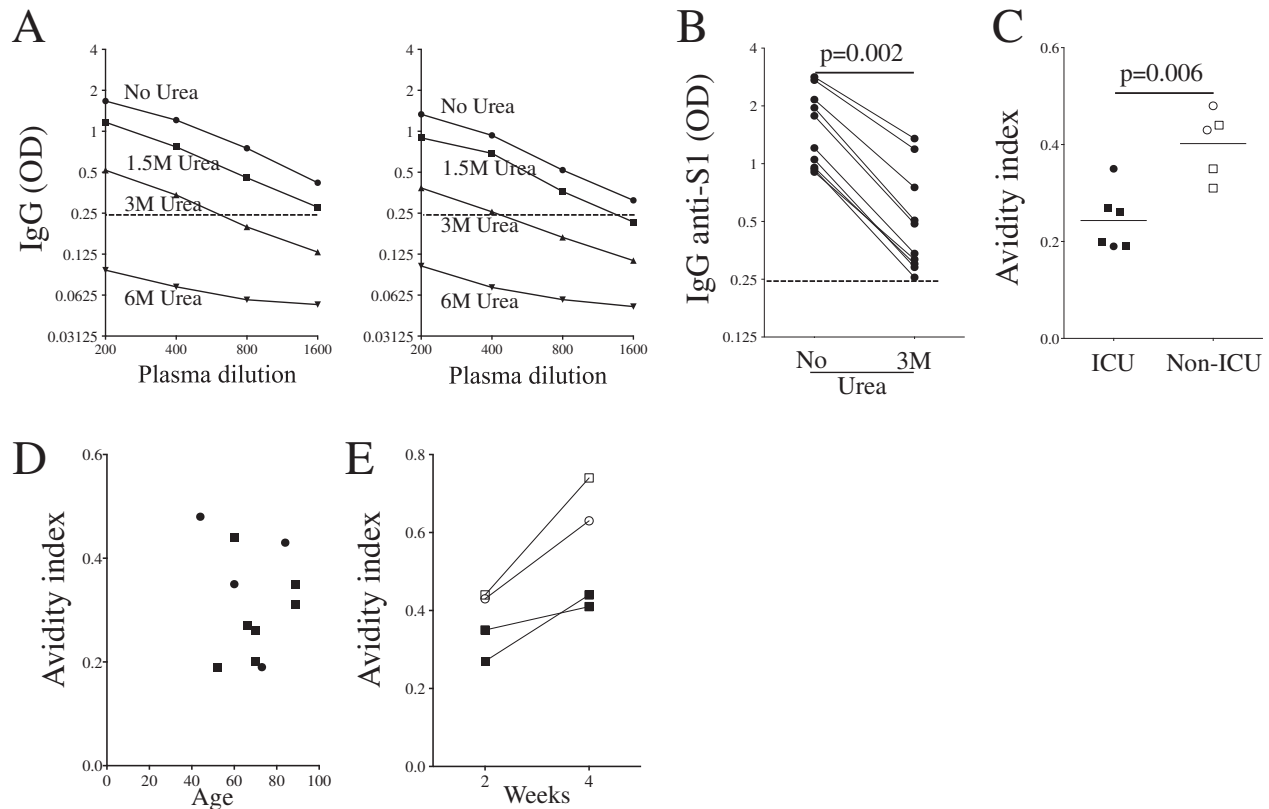 A
IgG (OD)
4
2
1
0.5
0.25
0.125
0.0625
0.03125
No Urea
1.5M Urea
3M Urea
6M Urea
200
400
800
1600
Plasma dilution
4
2
1
0.5
0.25
0.125
0.0625
0.03125
No Urea
1.5M Urea
3M Urea
6M Urea
200
400
800
1600
Plasma dilution
B
IgG anti-S1 (OD)
4
2
1
0.5
0.25
0.125
p=0.002
No 3M
Urea
C
Avidity index
0.6
0.4
0.2
0.0
p=0.006
ICU Non-ICU
D
Avidity index
0.6
0.4
0.2
0.0
0 20 40 60 80 100
Age
E
Avidity index
0.8
0.6
0.4
0.2
0.0
2 4
Weeks